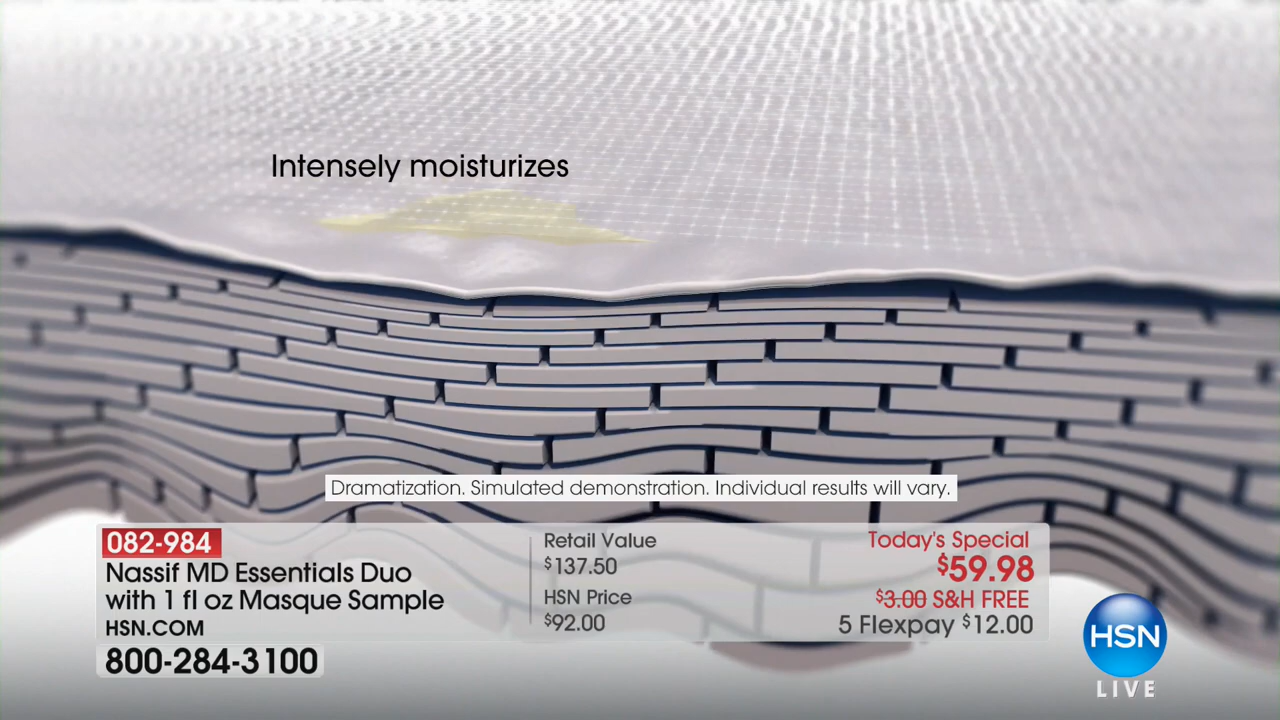 Intensely moisturizes
Dramatization. Simulated demonstration. Individual results will vary.
082-984
Nassif MD Essentials Duo
with 1 fl oz Masque Sample
HSN.COM
800-284-3100
Retail Value
$137.50
HSN Price
$92.00
Today's Special
$59.98
$3.00 S&H FREE
5 Flexpay $12.00
HSN
LIVE